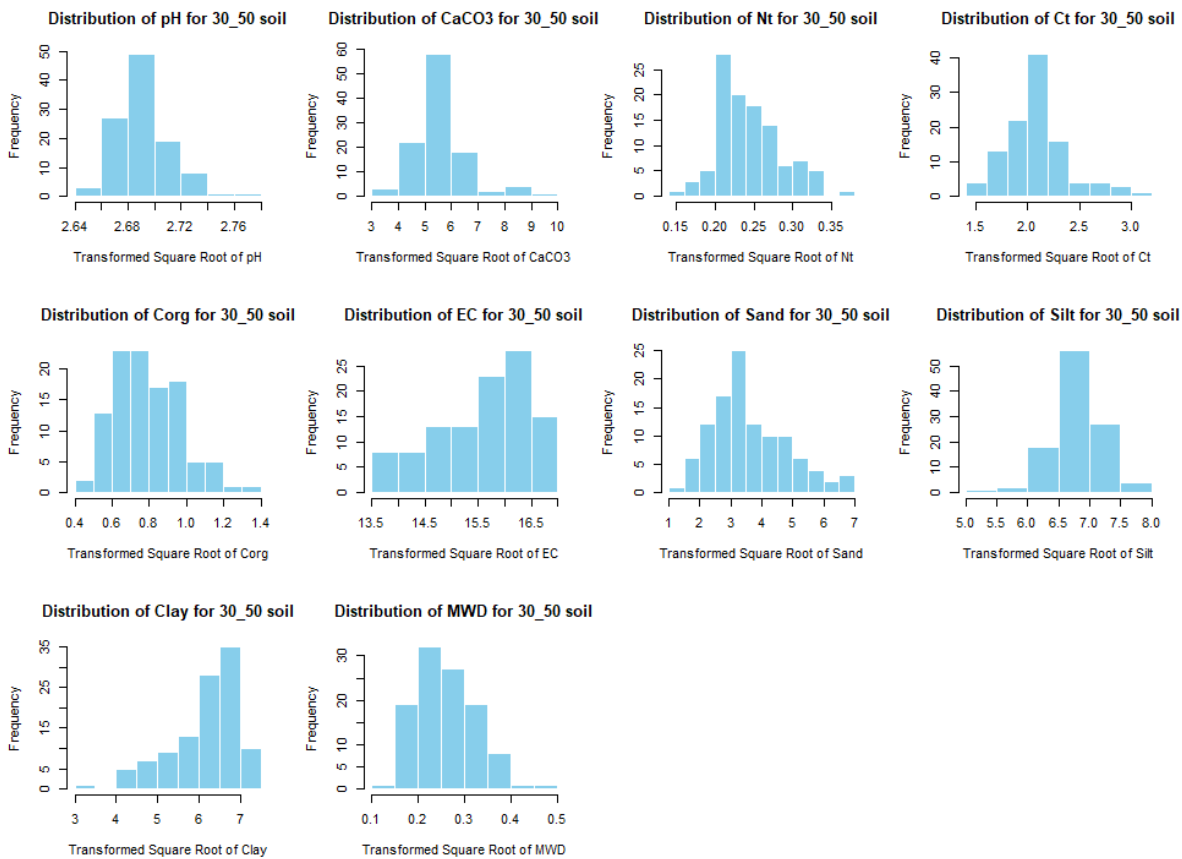 Distribution of pH for 30_50 soil
Frequency
0 10 20 30 40 50
2.64 2.68 2.72 2.76
Transformed Square Root of pH
Distribution of CaCO3 for 30_50 soil
Frequency
0 10 20 30 40 50 60
3 4 5 6 7 8 9 10
Transformed Square Root of CaCO3
Distribution of Nt for 30_50 soil
Frequency
0 5 10 15 20 25
0.15 0.20 0.25 0.30 0.35
Transformed Square Root of Nt
Distribution of Ct for 30_50 soil
Frequency
0 10 20 30 40
1.5 2.0 2.5 3.0
Transformed Square Root of Ct
Distribution of Corg for 30_50 soil
Frequency
0 5 10 15 20
0.4 0.6 0.8 1.0 1.2 1.4
Transformed Square Root of Corg
Distribution of EC for 30_50 soil
Frequency
0 5 10 15 20 25
13.5 14.5 15.5 16.5
Transformed Square Root of EC
Distribution of Sand for 30_50 soil
Frequency
0 5 10 15 20 25
1 2 3 4 5 6 7
Transformed Square Root of Sand
Distribution of Silt for 30_50 soil
Frequency
0 10 20 30 40 50
5.0 5.5 6.0 6.5 7.0 7.5 8.0
Transformed Square Root of Silt
Distribution of Clay for 30_50 soil
Frequency
0 5 15 25 35
3 4 5 6 7
Transformed Square Root of Clay
Distribution of MWD for 30_50 soil
Frequency
0 5 10 20 30
0.1 0.2 0.3 0.4 0.5
Transformed Square Root of MWD